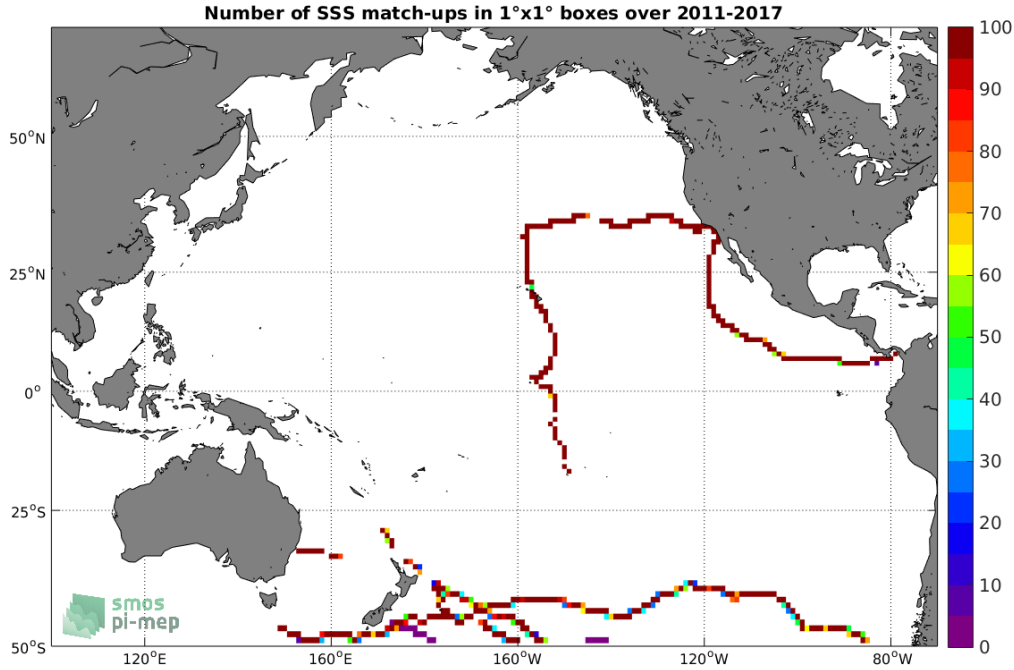 Number of SSS match-ups in 1°x1° boxes over 2011-2017
100
90
80
70
60
50
40
30
20
10
0
50°N
25°N
0°
25°S
50°S
120°E
160°E
160°W
120°W
80°W
smos
pi-mep